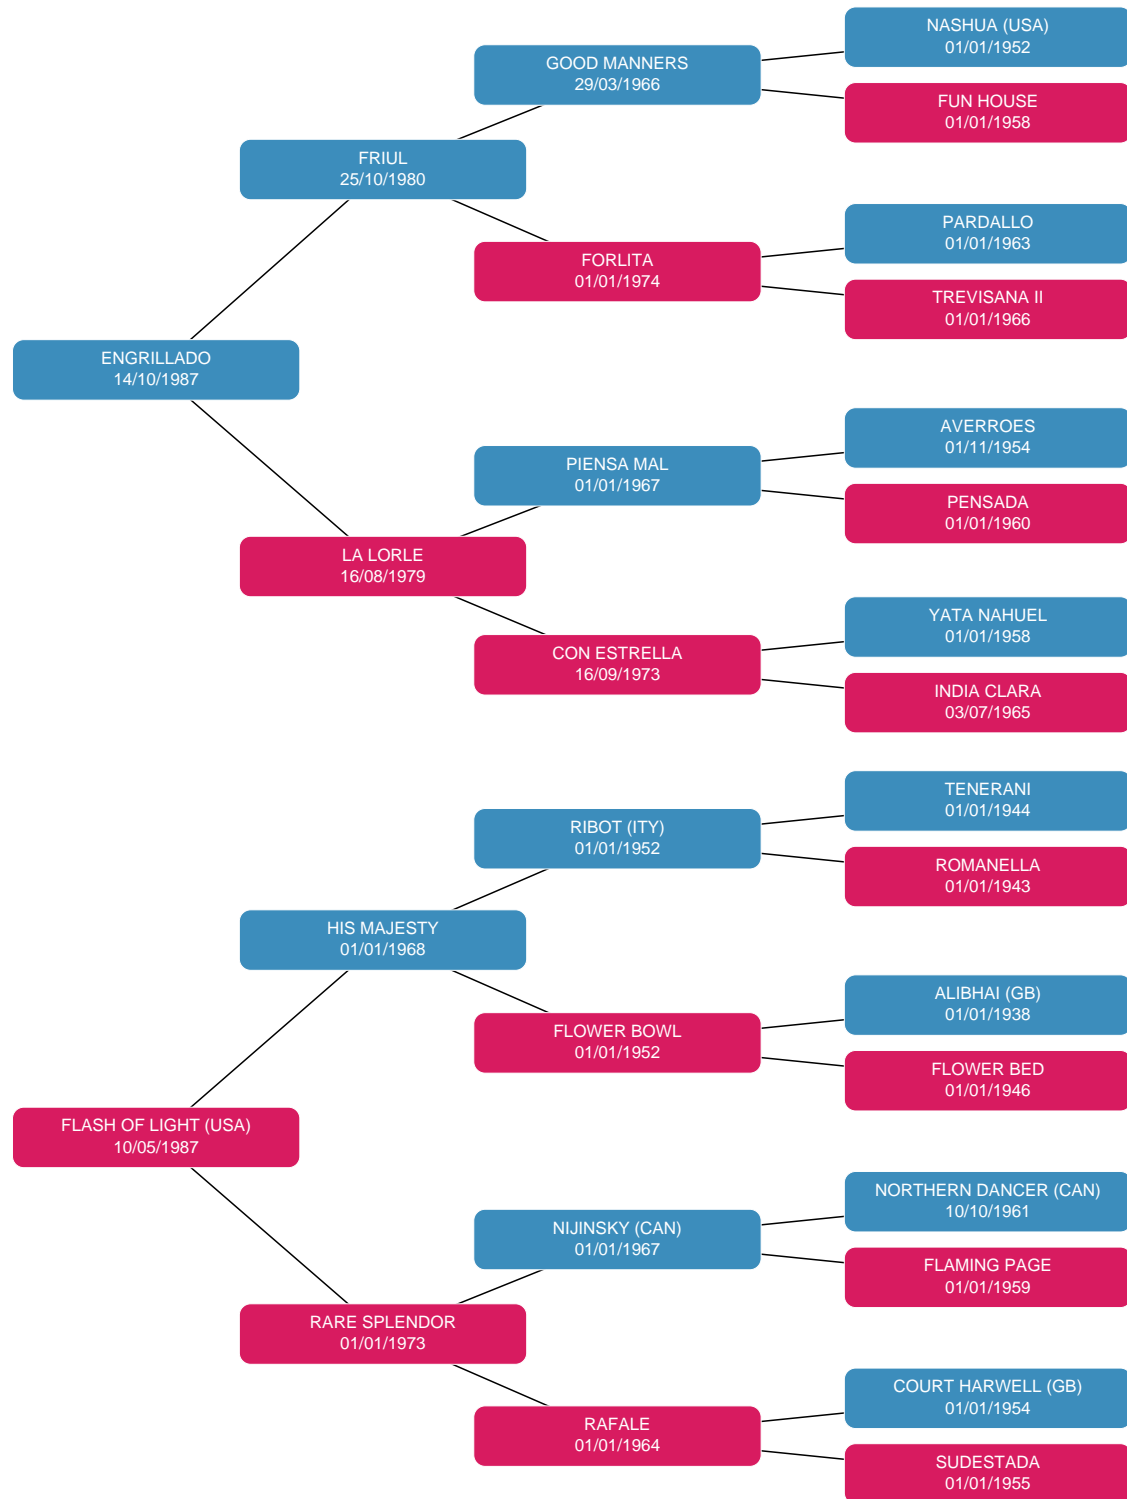 NASHUA (USA)
01/01/1952
GOOD MANNERS
29/03/1966
FUN HOUSE
01/01/1958
FRIUL
25/10/1980
PARDALLO
01/01/1963
FORLITA
01/01/1974
TREVISANA II
01/01/1966
ENGRILLADO
14/10/1987
AVERROES
01/11/1954
PIENSA MAL
01/01/1967
PENSADA
01/01/1960
LA LORLE
16/08/1979
YATA NAHUEL
01/01/1958
CON ESTRELLA
16/09/1973
INDIA CLARA
03/07/1965
TENERANI
01/01/1944
RIBOT (ITY)
01/01/1952
ROMANELLA
01/01/1943
HIS MAJESTY
01/01/1968
ALIBHAI (GB)
01/01/1938
FLOWER BOWL
01/01/1952
FLOWER BED
01/01/1946
FLASH OF LIGHT (USA)
10/05/1987
NORTHERN DANCER (CAN)
10/10/1961
NIJINSKY (CAN)
01/01/1967
FLAMING PAGE
01/01/1959
RARE SPLENDOR
01/01/1973
COURT HARWELL (GB)
01/01/1954
RAFALE
01/01/1964
SUDESTADA
01/01/1955